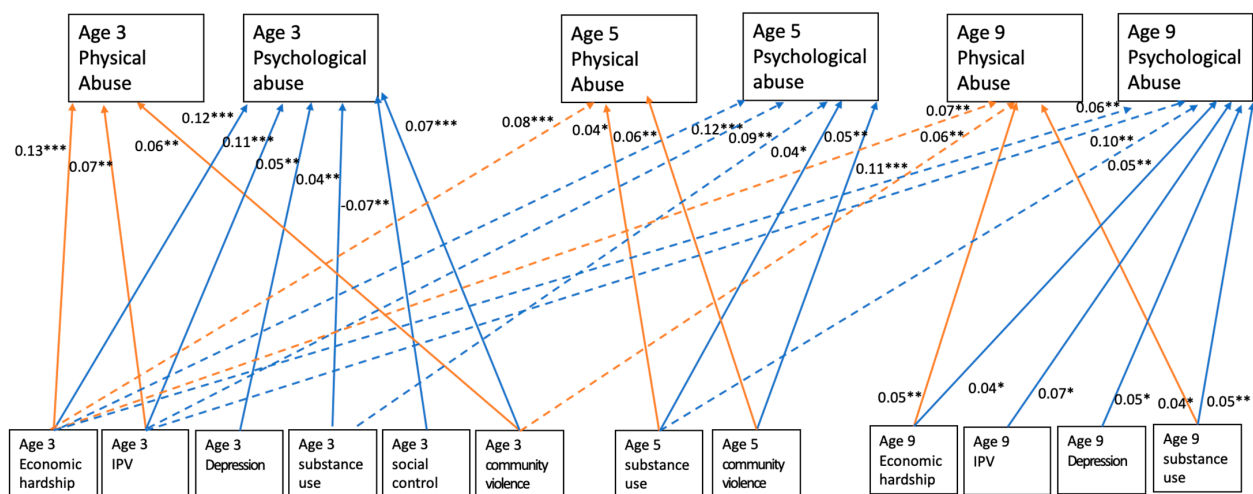 Age 3
Physical
Abuse
Age 3
Psychological
abuse
Age 5
Physical
Abuse
Age 5
Psychological
abuse
Age 9
Physical
Abuse
Age 9
Psychological
Abuse
0.13***
0.07**
0.06**
0.12***
0.11***
0.05**
0.04**
-0.07**
0.07***
0.08***
0.04*
0.06**
0.12***
0.09**
0.04*
0.05**
0.11***
0.07**
0.06**
0.06**
0.10**
0.05**
0.05**
0.04*
0.07*
0.05*
0.04*
0.05**
Age 3
Economic
hardship
Age 3
IPV
Age 3
Depression
Age 3
substance
use
Age 3
social
control
Age 3
community
violence
Age 5
substance
use
Age 5
community
violence
Age 9
Economic
hardship
Age 9
IPV
Age 9
Depression
Age 9
substance
use